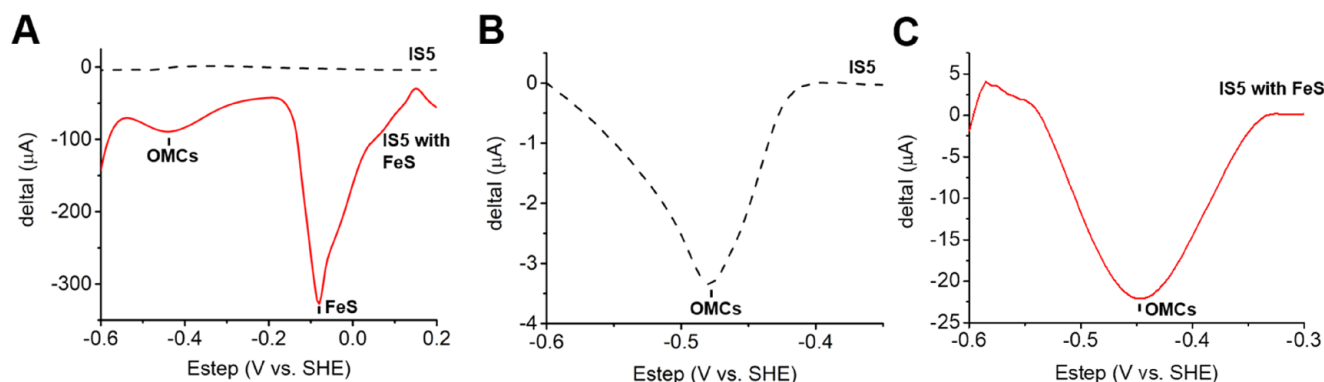 A
B
C
IS5
0
-100
-200
-300
OMCs
IS5 with
FeS
FeS
deltaI (μA)
-0.6
-0.4
-0.2
0.0
0.2
Estep (V vs. SHE)
IS5
0
-1
-2
-3
-4
OMCs
deltaI (μA)
-0.6
-0.5
-0.4
Estep (V vs. SHE)
IS5 with FeS
5
0
-5
-10
-15
-20
-25
OMCs
deltaI (μA)
-0.6
-0.5
-0.4
-0.3
Estep (V vs. SHE)